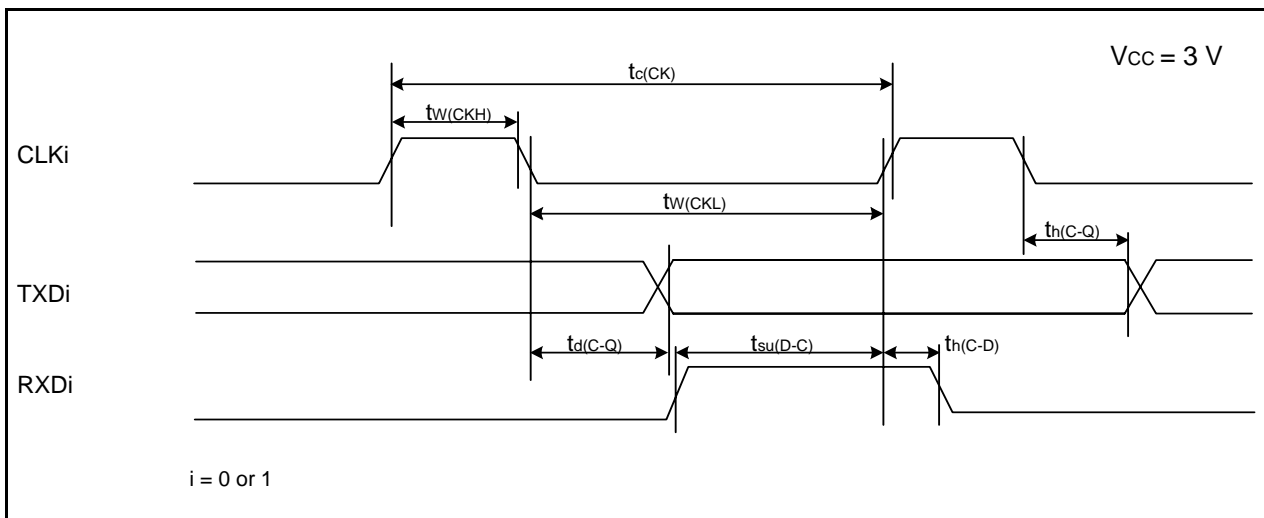 VCC = 3 V
tc(CK)
tW(CKH)
CLKi
tW(CKL)
th(C-Q)
TXDi
td(C-Q)
tsu(D-C)
th(C-D)
RXDi
i = 0 or 1